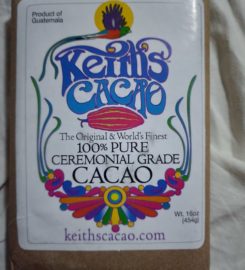 Product of
Guatemala
Keith's
CACAO
The Original & World's Finest
100% PURE
CEREMONIAL GRADE
CACAO
Wt. 16oz
(454g)
keithscacao.com